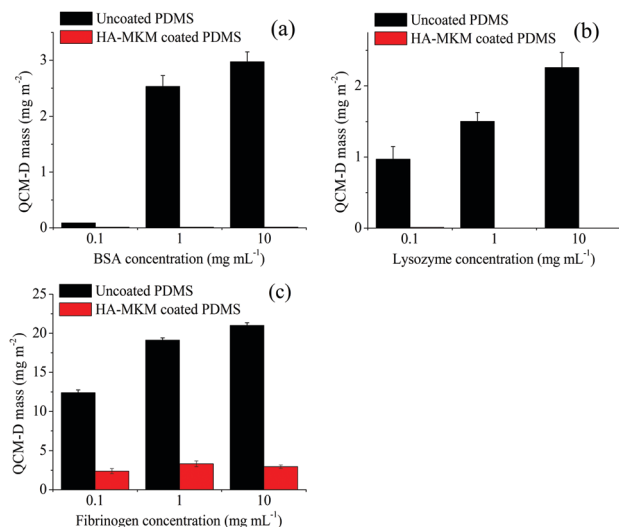 Uncoated PDMS (a)
HA-MKM coated PDMS
QCM-D mass (mg m⁻²)
3
2
1
0
0.1 1 10
BSA concentration (mg mL⁻¹)
Uncoated PDMS (b)
HA-MKM coated PDMS
QCM-D mass (mg m⁻²)
2
1
0
0.1 1 10
Lysozyme concentration (mg mL⁻¹)
Uncoated PDMS (c)
HA-MKM coated PDMS
QCM-D mass (mg m⁻²)
25
20
15
10
5
0
0.1 1 10
Fibrinogen concentration (mg mL⁻¹)